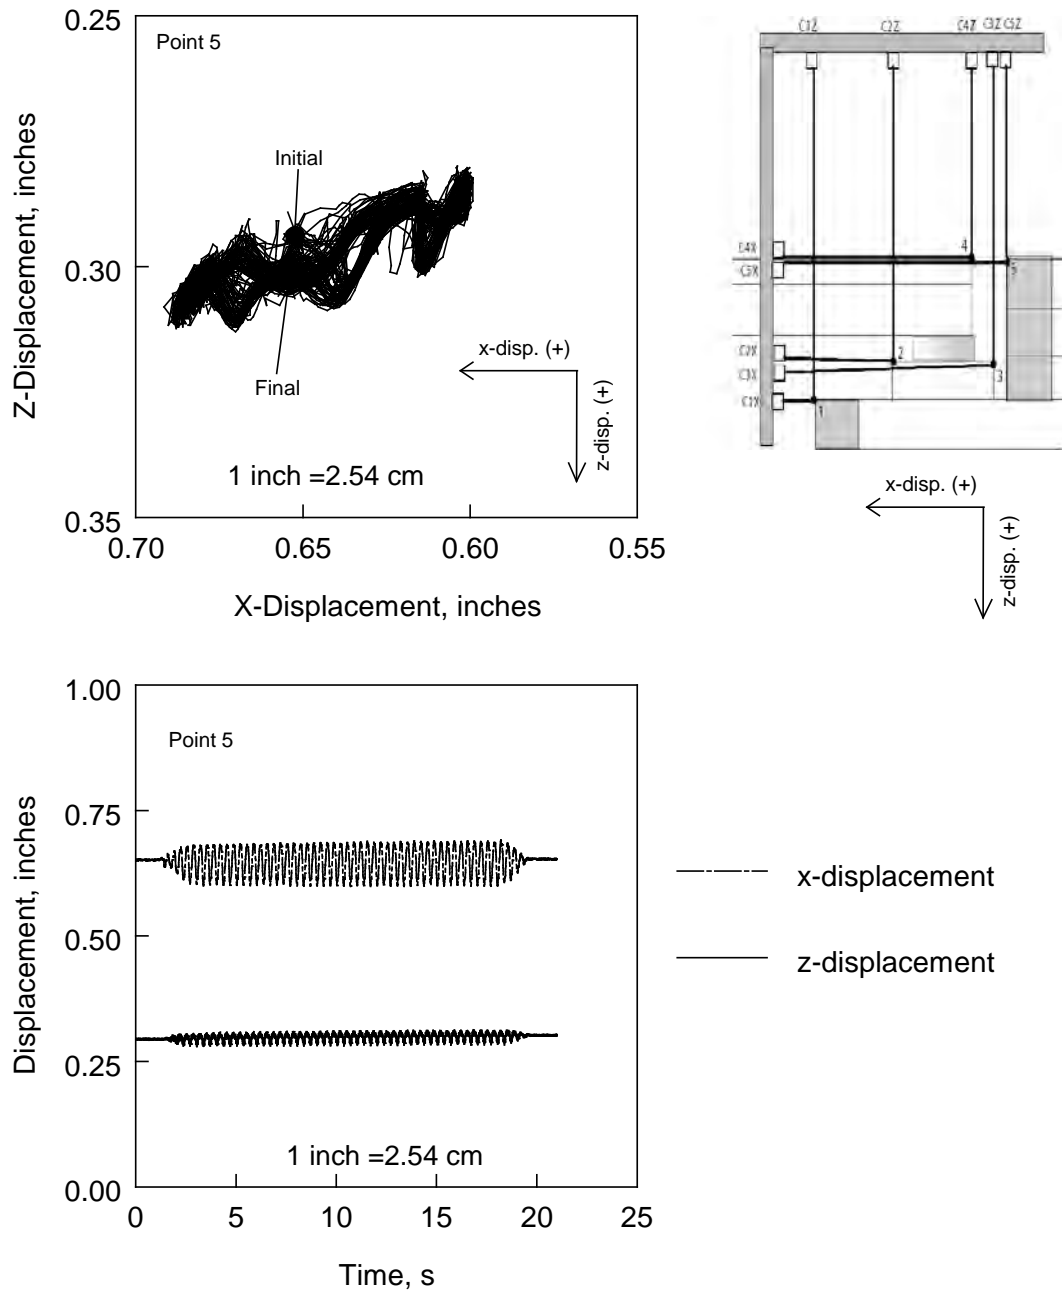 0.25
Point 5
Z-Displacement, inches
Initial
0.30
x-disp. (+)
Final
z-disp. (+)
1 inch =2.54 cm
0.35
0.70
0.65
0.60
0.55
X-Displacement, inches
C1Z
C2Z
C4Z
C3Z
C5Z
C4X
C5X
4
5
C2X
C3X
2
3
C1X
1
x-disp. (+)
z-disp. (+)
1.00
Point 5
0.75
Displacement, inches
0.50
0.25
1 inch =2.54 cm
0.00
0
5
10
15
20
25
Time, s
x-displacement
z-displacement